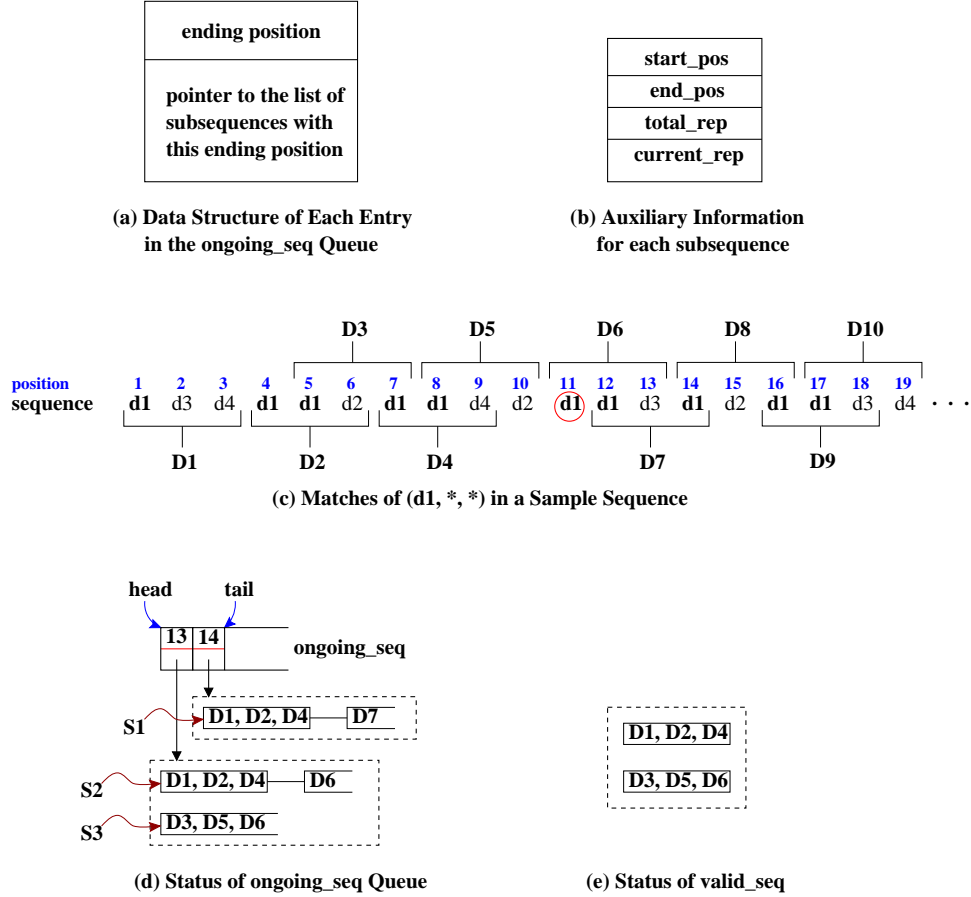 ending position
pointer to the list of
subsequences with
this ending position
start_pos
end_pos
total_rep
current_rep
(a) Data Structure of Each Entry
in the ongoing_seq Queue
(b) Auxiliary Information
for each subsequence
D3 D5 D6 D8 D10
position 1 2 3 4 5 6 7 8 9 10 11 12 13 14 15 16 17 18 19
sequence d1 d3 d4 d1 d1 d2 d1 d1 d4 d2 d1 d1 d3 d1 d2 d1 d1 d3 d4 . . .
D1 D2 D4 D7 D9
(c) Matches of (d1, *, *) in a Sample Sequence
head tail
13 14 ongoing_seq
S1 D1, D2, D4 D7
S2 D1, D2, D4 D6
S3 D3, D5, D6
D1, D2, D4
D3, D5, D6
(d) Status of ongoing_seq Queue
(e) Status of valid_seq